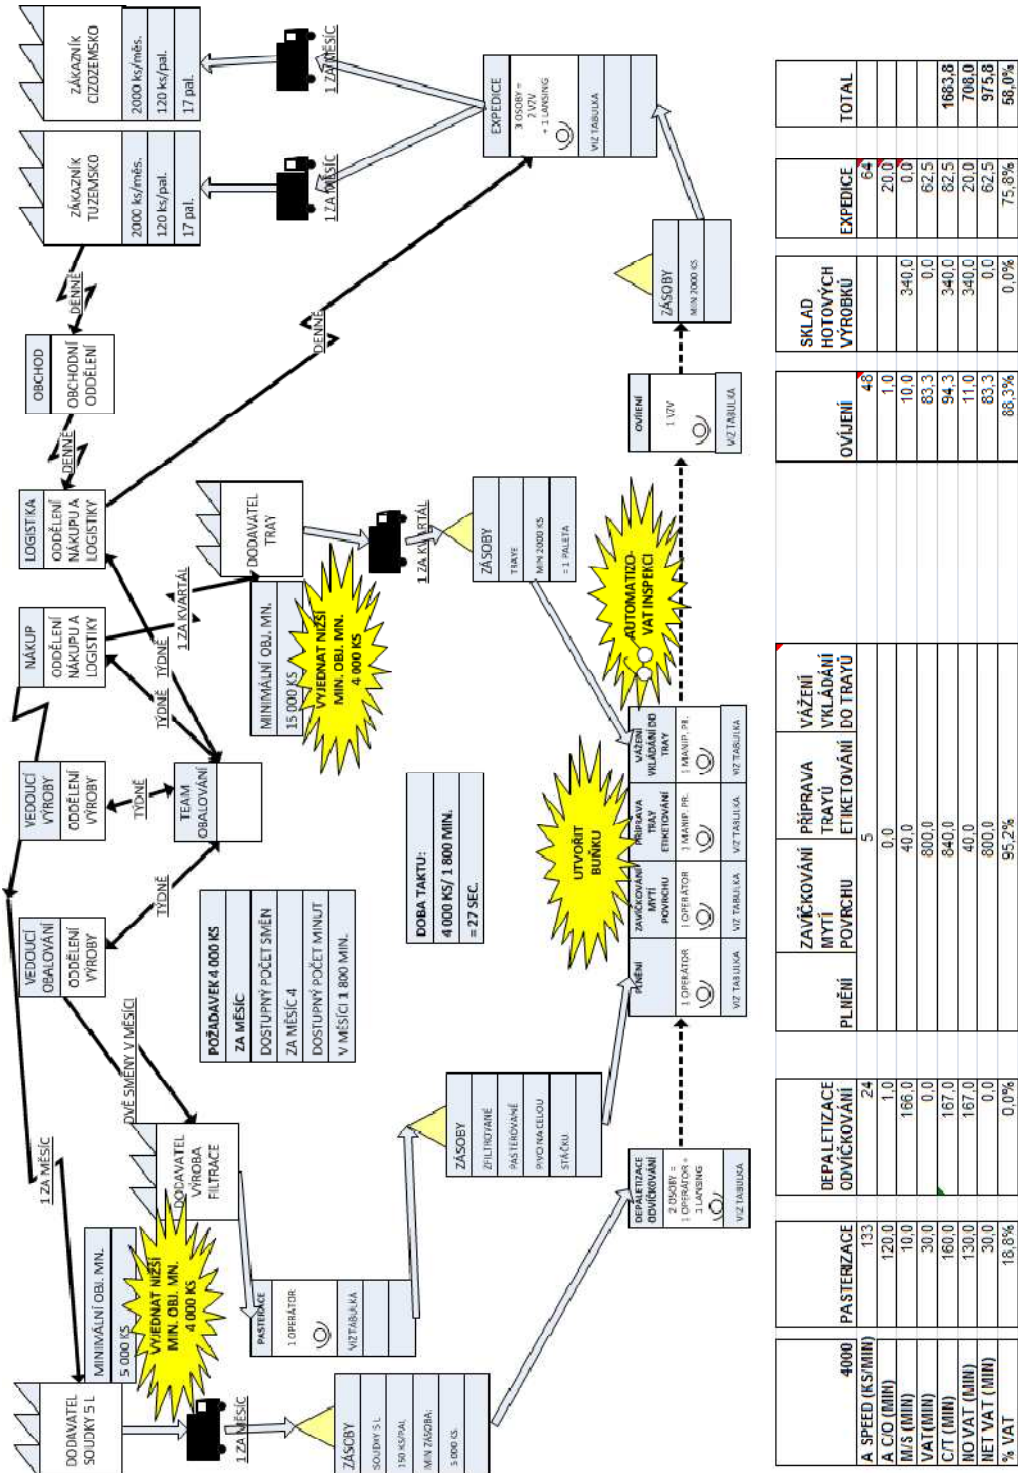 DODAVATEL
SOUDKY 5 L
MINIMÁLNÍ OBJ. MN.
5 000 KS
VYJEDNAT NIŽŠÍ
MIN. OBJ. MN.
4 000 KS
1 ZA MĚSÍC
1 ZA MĚSÍC
ZÁSOBY
SOUDKY 5 L
150 KS/PAL
MIN ZÁSOBA:
5 000 KS
DODAVATEL
VÝROBA
FILTRACE
DVĚ SMĚNY V MĚSÍCI
PASTERACE
1 OPERÁTOR
VIZ TABULKA
ZÁSOBY
ZFILTROVANÉ
PASTEROVANÉ
PIVO NA CELOU
STÁČKU
VEDOUCÍ
OBALOVÁNÍ
ODDĚLENÍ
VÝROBY
VEDOUCÍ
VÝROBY
ODDĚLENÍ
VÝROBY
NÁKUP
ODDĚLENÍ
NÁKUPU A
LOGISTIKY
LOGISTIKA
ODDĚLENÍ
NÁKUPU A
LOGISTIKY
OBCHOD
OBCHODNÍ
ODDĚLENÍ
TEAM
OBALOVÁNÍ
TÝDNĚ
TÝDNĚ
TÝDNĚ
TÝDNĚ
DENNĚ
DENNĚ
DENNĚ
ZÁKAZNÍK
TUZEMSKO
2000 ks/měs.
120 ks/pal.
17 pal.
ZÁKAZNÍK
CIZOZEMSKO
2000 ks/měs.
120 ks/pal.
17 pal.
1 ZA MĚSÍC
1 ZA MĚSÍC
POŽADAVEK 4 000 KS
ZA MĚSÍC
DOSTUPNÝ POČET SMĚN
ZA MĚSÍC 4
DOSTUPNÝ POČET MINUT
V MĚSÍCI 1 800 MIN.
DOBA TAKTU:
4 000 KS/ 1 800 MIN.
= 27 SEC.
1 ZA KVARTÁL
DODAVATEL
TRAY
MINIMÁLNÍ OBJ. MN.
15 000 KS
VYJEDNAT NIŽŠÍ
MIN. OBJ. MN.
4 000 KS
1 ZA KVARTÁL
ZÁSOBY
TRAYE
MIN 2000 KS
= 1 PALETA
DEPALETIZACE
ODVÍČKOVÁNÍ
2 OSOBY =
1 OPERÁTOR +
1 LANSING
VIZ TABULKA
UTVOŘIT
BUŇKU
PLNĚNÍ
1 OPERÁTOR
VIZ TABULKA
ZAVÍČKOVÁNÍ
MYTÍ
POVRCHU
1 OPERÁTOR
VIZ TABULKA
PŘÍPRAVA
TRAY
ETIKETOVÁNÍ
1 MANIP. PR.
VIZ TABULKA
VÁŽENÍ
VKLÁDÁNÍ DO
TRAY
1 MANIP. PR.
VIZ TABULKA
AUTOMATIZO-
VAT INSPEKCI
OVÍJENÍ
1 VZV
VIZ TABULKA
ZÁSOBY
MIN 2000 KS
EXPEDICE
3 OSOBY =
2 VZV
+ 1 LANSING
VIZ TABULKA
4000 PASTERIZACE DEPALETIZACE ODVÍČKOVÁNÍ PLNĚNÍ ZAVÍČKOVÁNÍ MYTÍ POVRCHU PŘÍPRAVA TRAYŮ ETIKETOVÁNÍ VÁŽENÍ VKLÁDÁNÍ DO TRAYŮ OVÍJENÍ SKLAD HOTOVÝCH VÝROBKŮ EXPEDICE TOTAL
A SPEED (KS/MIN) 133 24 5 48 64
A C/O (MIN) 120,0 1,0 0,0 1,0 20,0
M/S (MIN) 10,0 166,0 40,0 10,0 340,0 0,0
VAT(MIN) 30,0 0,0 800,0 83,3 0,0 62,5
C/T (MIN) 160,0 167,0 840,0 94,3 340,0 82,5 1683,8
NO VAT (MIN) 130,0 167,0 40,0 11,0 340,0 20,0 708,0
NET VAT (MIN) 30,0 0,0 800,0 83,3 0,0 62,5 975,8
% VAT 18,8% 0,0% 95,2% 88,3% 0,0% 75,8% 58,0%